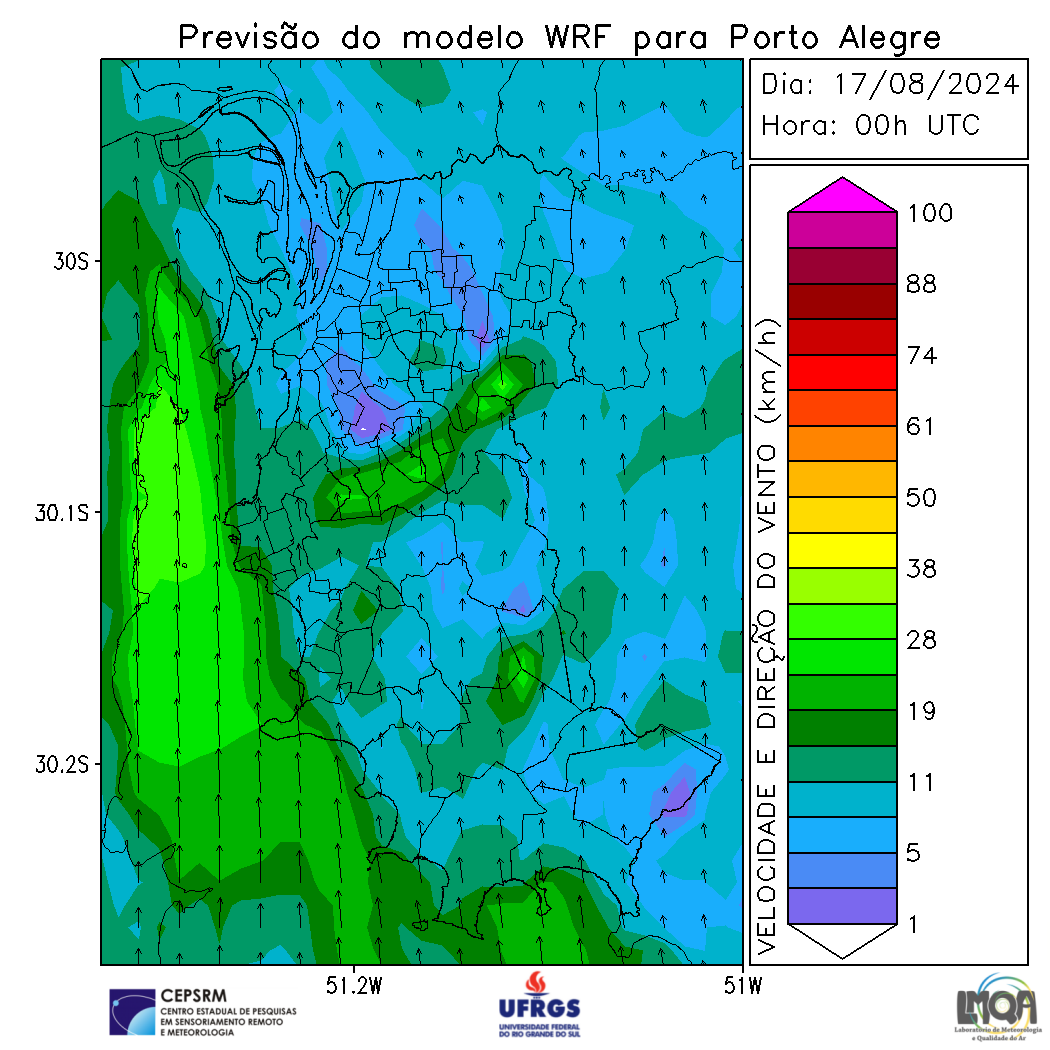 Previsão do modelo WRF para Porto Alegre
Dia: 17/08/2024
Hora: 00h UTC
30S
30.1S
30.2S
51.2W
51W
VELOCIDADE E DIREÇÃO DO VENTO (km/h)
100
88
74
61
50
38
28
19
11
5
1
CEPSRM
CENTRO ESTADUAL DE PESQUISAS
EM SENSORIAMENTO REMOTO
E METEOROLOGIA
UFRGS
UNIVERSIDADE FEDERAL
DO RIO GRANDE DO SUL
LMQA
Laboratório de Meteorologia
e Qualidade do Ar